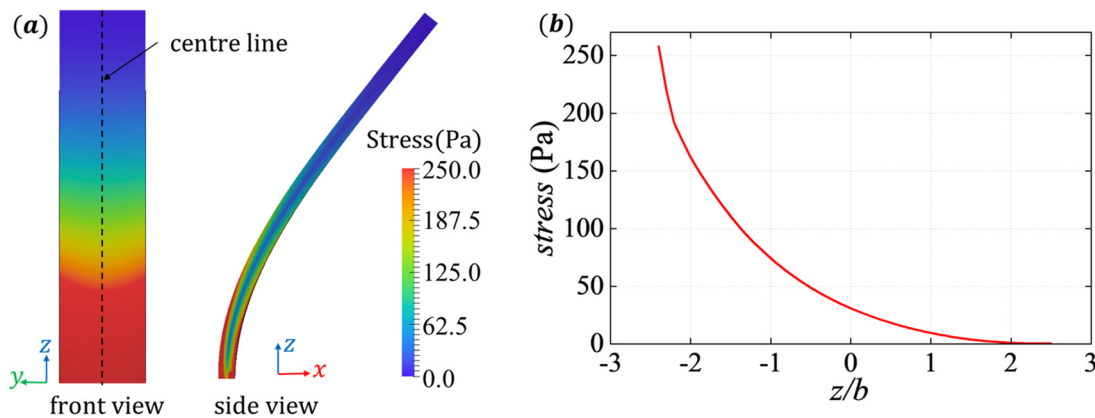 (a)
centre line
Stress(Pa)
250.0
187.5
125.0
62.5
0.0
z
y
front view
z
x
side view
(b)
250
200
150
100
50
0
stress (Pa)
-3
-2
-1
0
1
2
3
z/b